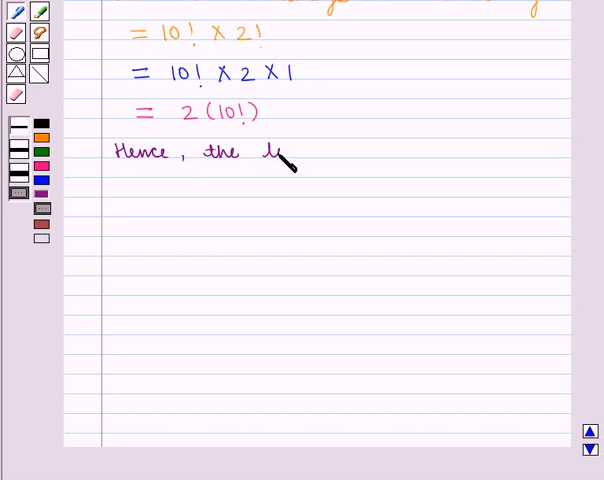 = 10! × 2!
= 10! × 2 × 1
= 2 (10!)
Hence, the